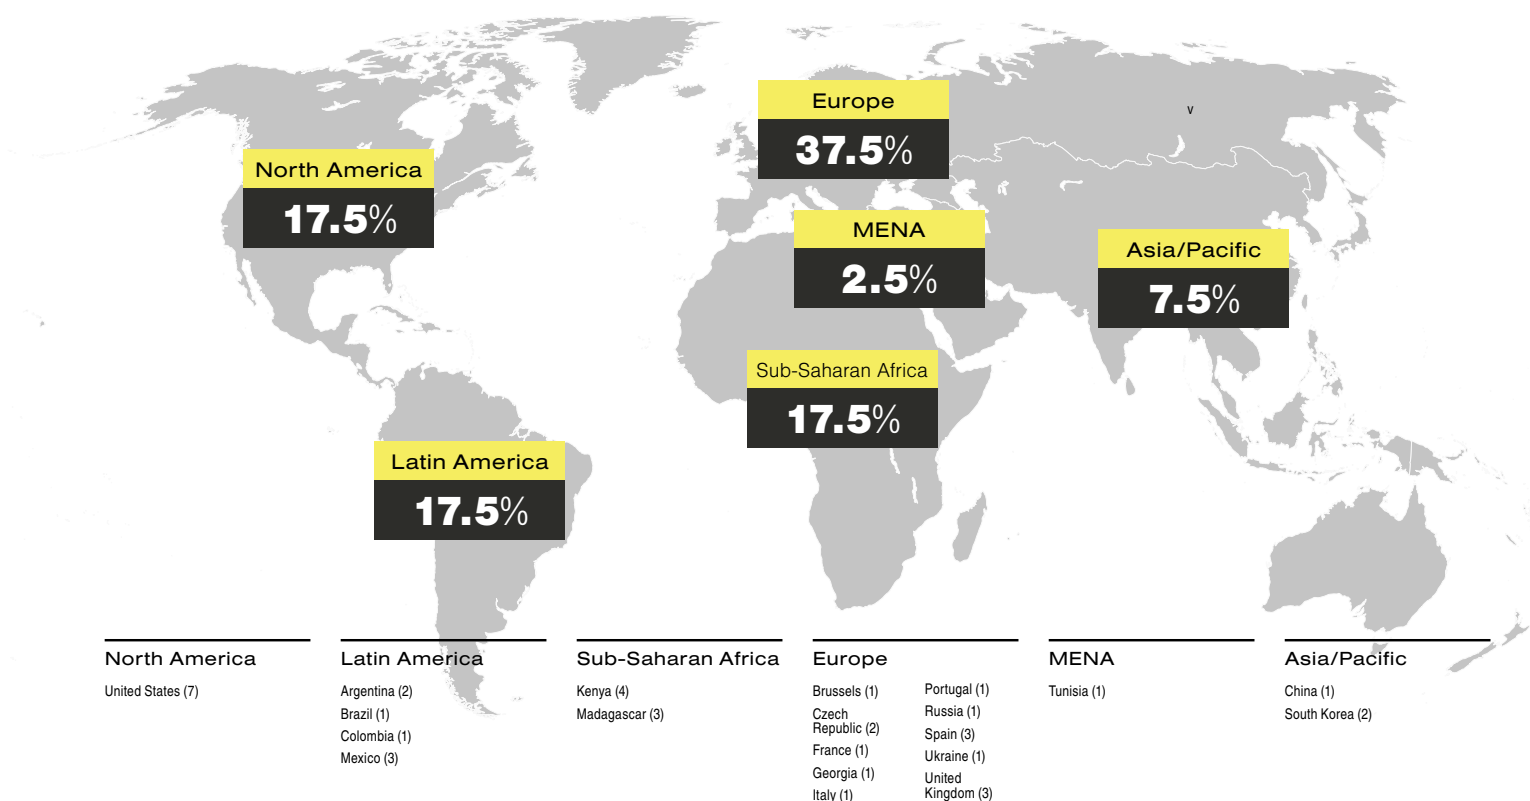 Europe
37.5%
v
North America
17.5%
MENA
2.5%
Asia/Pacific
7.5%
Sub-Saharan Africa
17.5%
Latin America
17.5%
North America
United States (7)
Latin America
Argentina (2)
Brazil (1)
Colombia (1)
Mexico (3)
Sub-Saharan Africa
Kenya (4)
Madagascar (3)
Europe
Brussels (1)
Czech
Republic (2)
France (1)
Georgia (1)
Italy (1)
Portugal (1)
Russia (1)
Spain (3)
Ukraine (1)
United
Kingdom (3)
MENA
Tunisia (1)
Asia/Pacific
China (1)
South Korea (2)